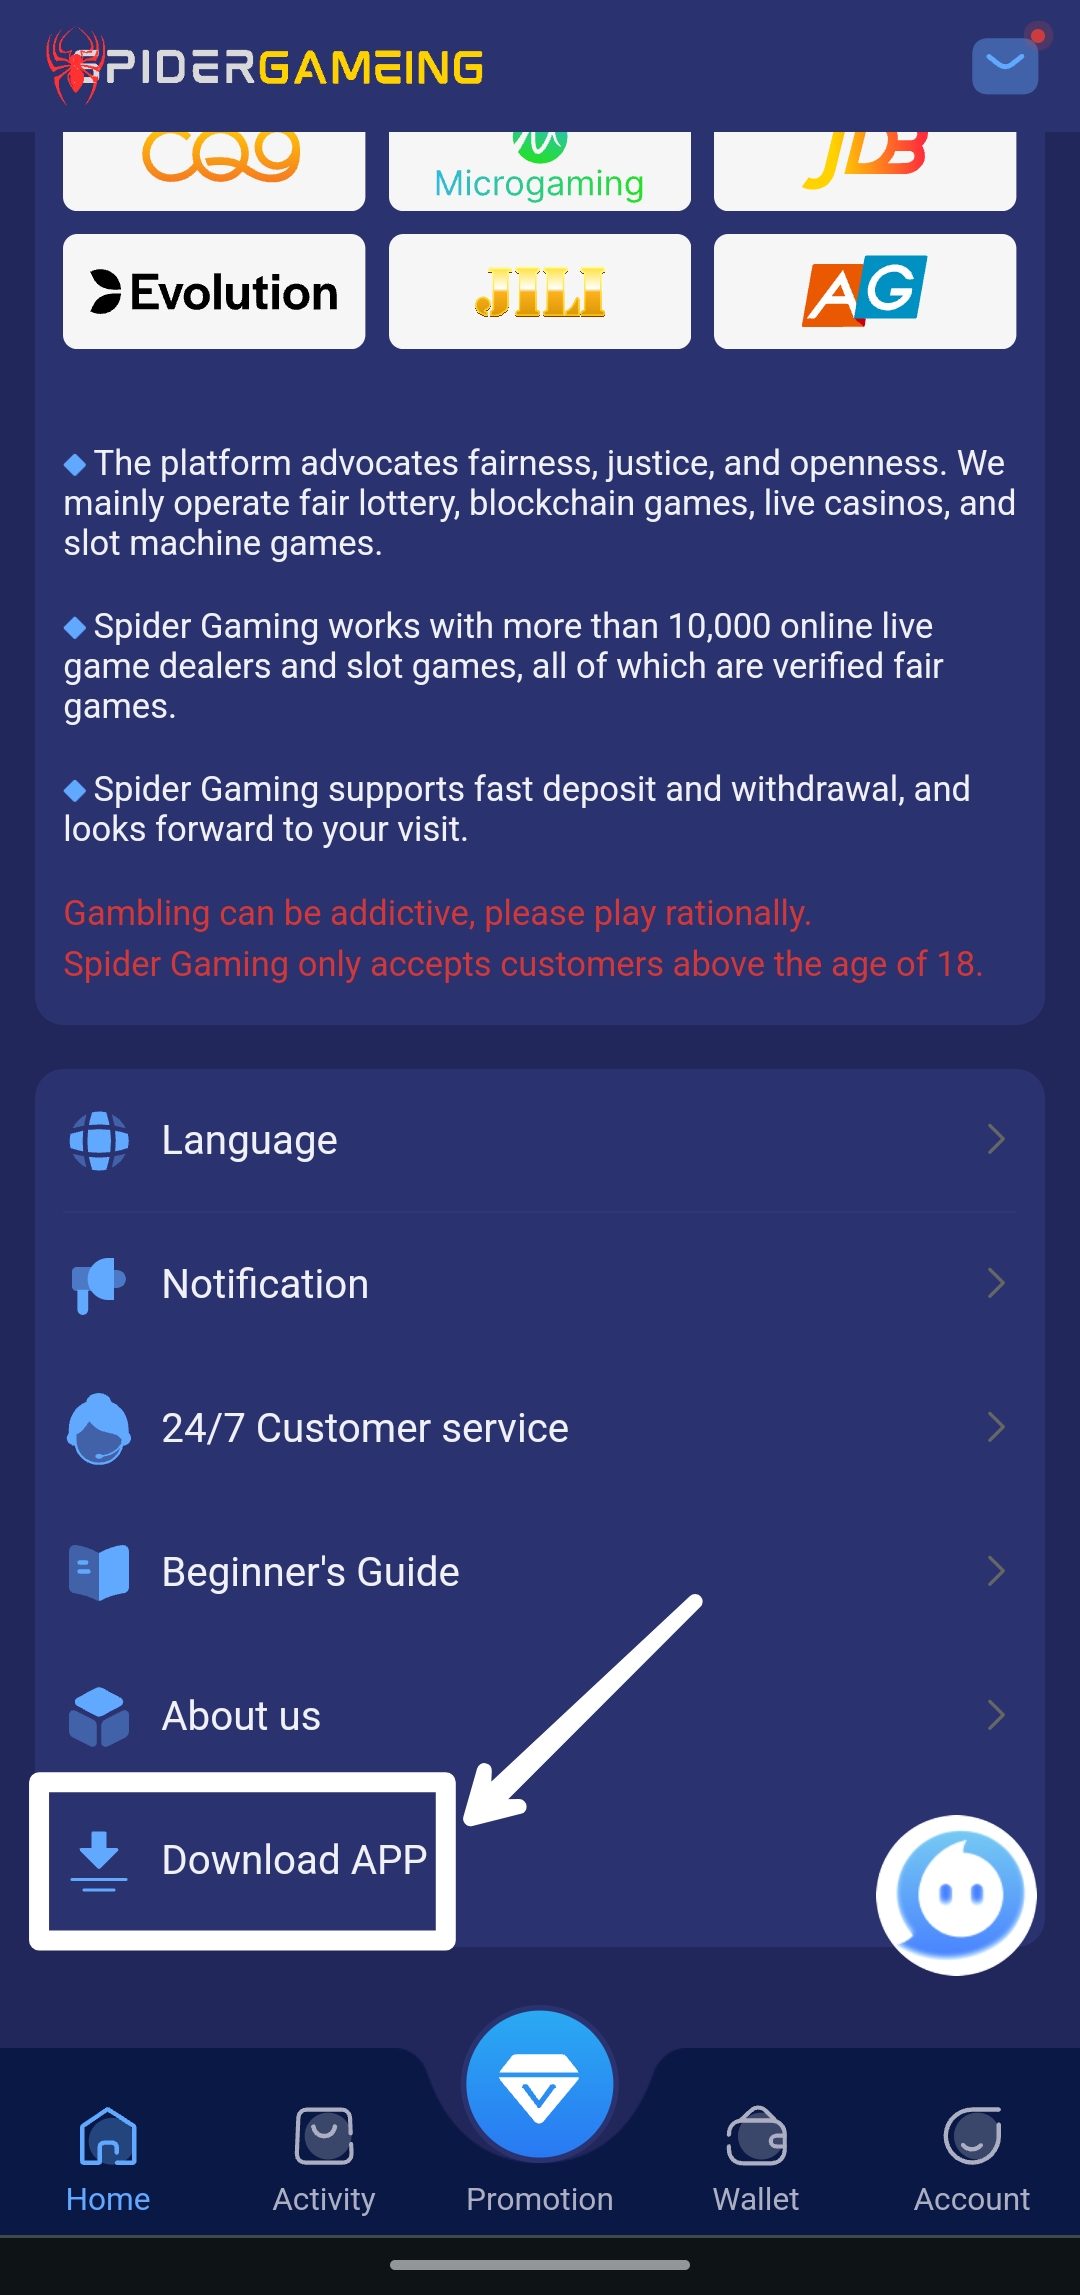 SPIDERGAMEING
CQ9
Microgaming
JDB
Evolution
JILI
AG
The platform advocates fairness, justice, and openness. We
mainly operate fair lottery, blockchain games, live casinos, and
slot machine games.
Spider Gaming works with more than 10,000 online live
game dealers and slot games, all of which are verified fair
games.
Spider Gaming supports fast deposit and withdrawal, and
looks forward to your visit.
Gambling can be addictive, please play rationally.
Spider Gaming only accepts customers above the age of 18.
Language
Notification
24/7 Customer service
Beginner's Guide
About us
Download APP
Home
Activity
Promotion
Wallet
Account